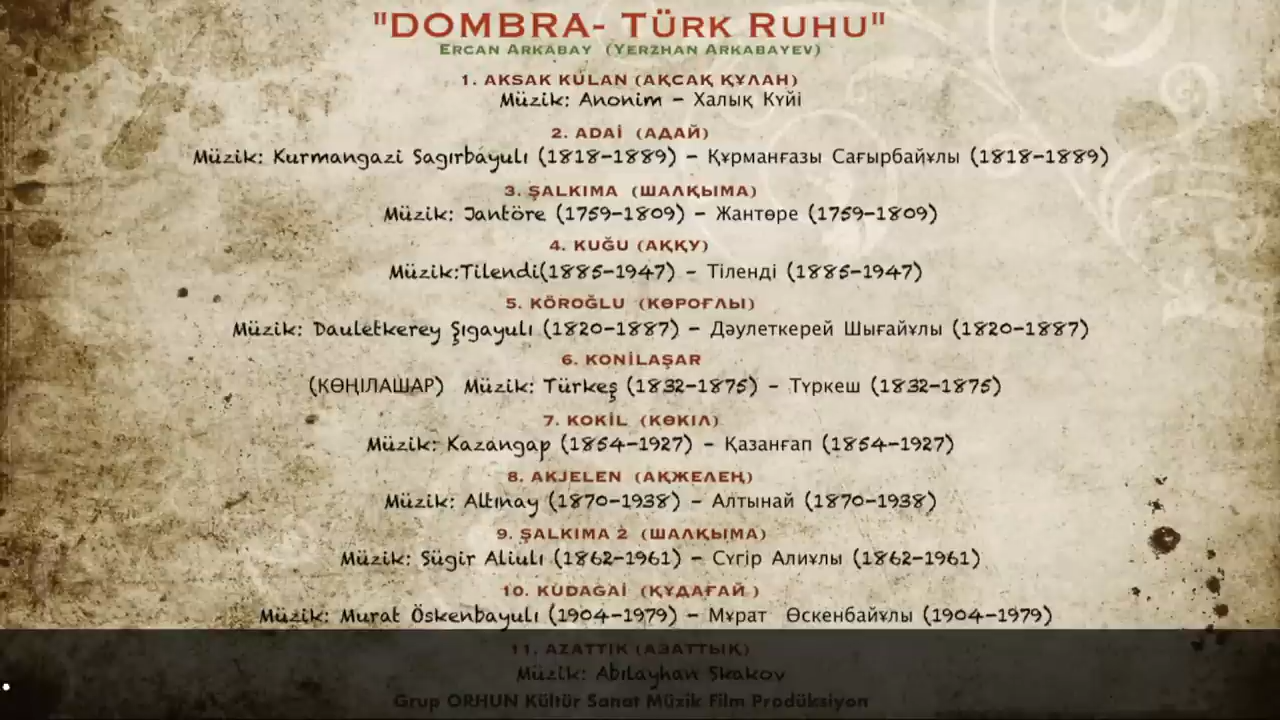 "DOMBRA- TÜRK RUHU"
ERCAN ARKABAY (YERZHAN ARKABAYEV)
1. AKSAK KULAN (АҚСАҚ ҚҰЛАН)
Müzik: Anonim – Халық Күйі
2. ADAİ (АДАЙ)
Müzik: Kurmangazi Sagırbayulı (1818-1889) – Құрманғазы Сағырбайұлы (1818-1889)
3. ŞALKIMA (ШАЛҚЫМА)
Müzik: Jantöre (1759-1809) – Жантөре (1759-1809)
4. KUĞU (АҚҚУ)
Müzik:Tilendi(1885-1947) – Тіленді (1885-1947)
5. KÖROĞLU (КӨРОҒЛЫ)
Müzik: Dauletkerey Şıgayulı (1820-1887) – Дәулеткерей Шығайұлы (1820-1887)
6. KONİLAŞAR
(КӨҢІЛАШАР) Müzik: Türkeş (1832-1875) – Түркеш (1832-1875)
7. KOKİL (КӨКІЛ)
Müzik: Kazangap (1854-1927) – Қазанғап (1854-1927)
8. AKJELEN (АҚЖЕЛЕҢ)
Müzik: Altınay (1870-1938) – Алтынай (1870-1938)
9. ŞALKIMA 2 (ШАЛҚЫМА)
Müzik: Sügir Aliulı (1862-1961) – Сүгір Алиұлы (1862-1961)
10. KUDAGAİ (ҚҰДАҒАЙ )
Müzik: Murat Öskenbayulı (1904-1979) – Мұрат Өскенбайұлы (1904-1979)
11. AZATTIK (АЗАТТЫҚ)
Müzik: Abılayhan Skakov
Grup ORHUN Kültür Sanat Müzik Film Prodüksiyon